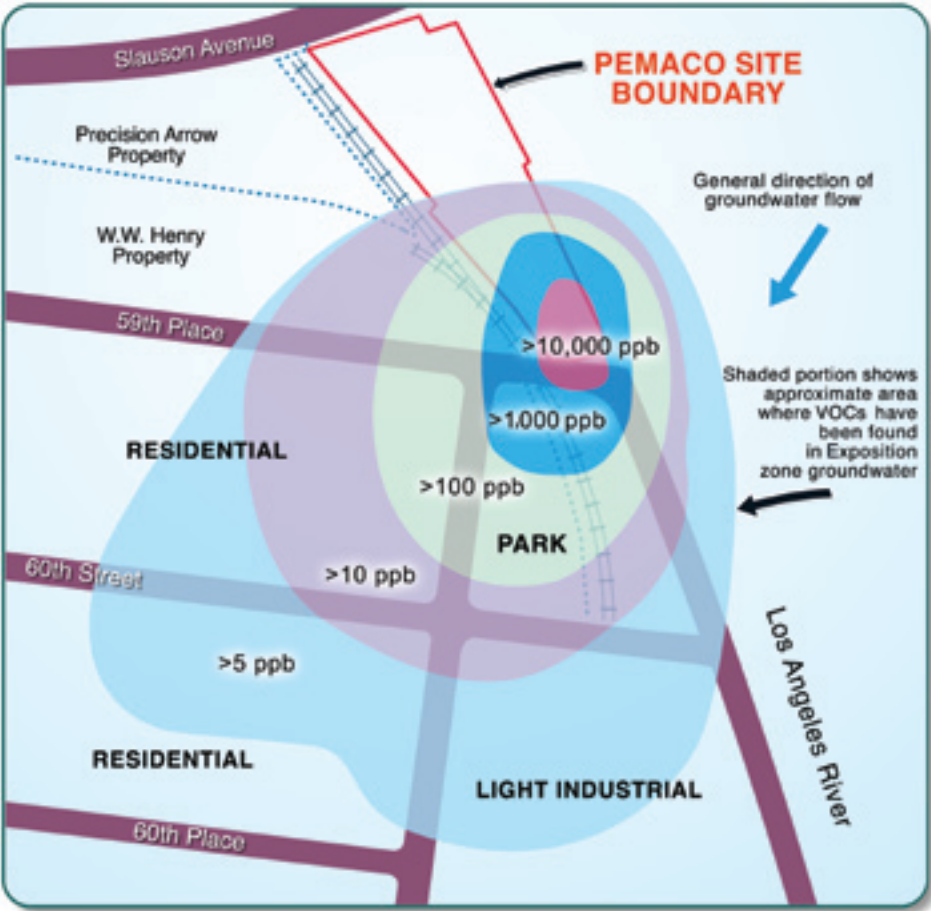 Slauson Avenue
PEMACO SITE
BOUNDARY
Precision Arrow
Property
General direction of
groundwater flow
W.W. Henry
Property
59th Place
>10,000 ppb
Shaded portion shows
approximate area
where VOCs have
been found
in Exposition
zone groundwater
>1,000 ppb
RESIDENTIAL
>100 ppb
PARK
>10 ppb
60th Street
Los Angeles River
>5 ppb
RESIDENTIAL
LIGHT INDUSTRIAL
60th Place